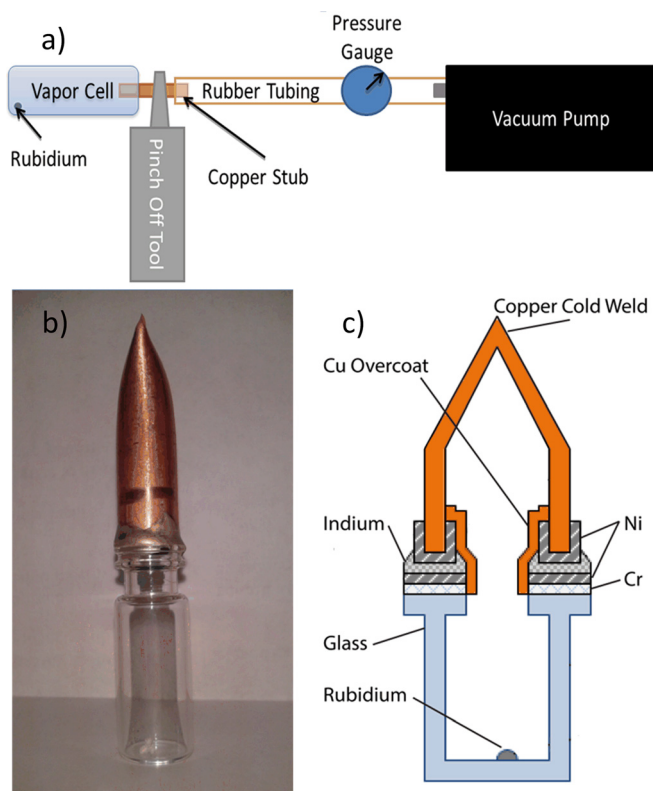 a)
Pressure
Gauge
Vapor Cell
Rubber Tubing
Vacuum Pump
Rubidium
Copper Stub
Pinch Off Tool
b)
c)
Copper Cold Weld
Cu Overcoat
Indium
Ni
Cr
Glass
Rubidium